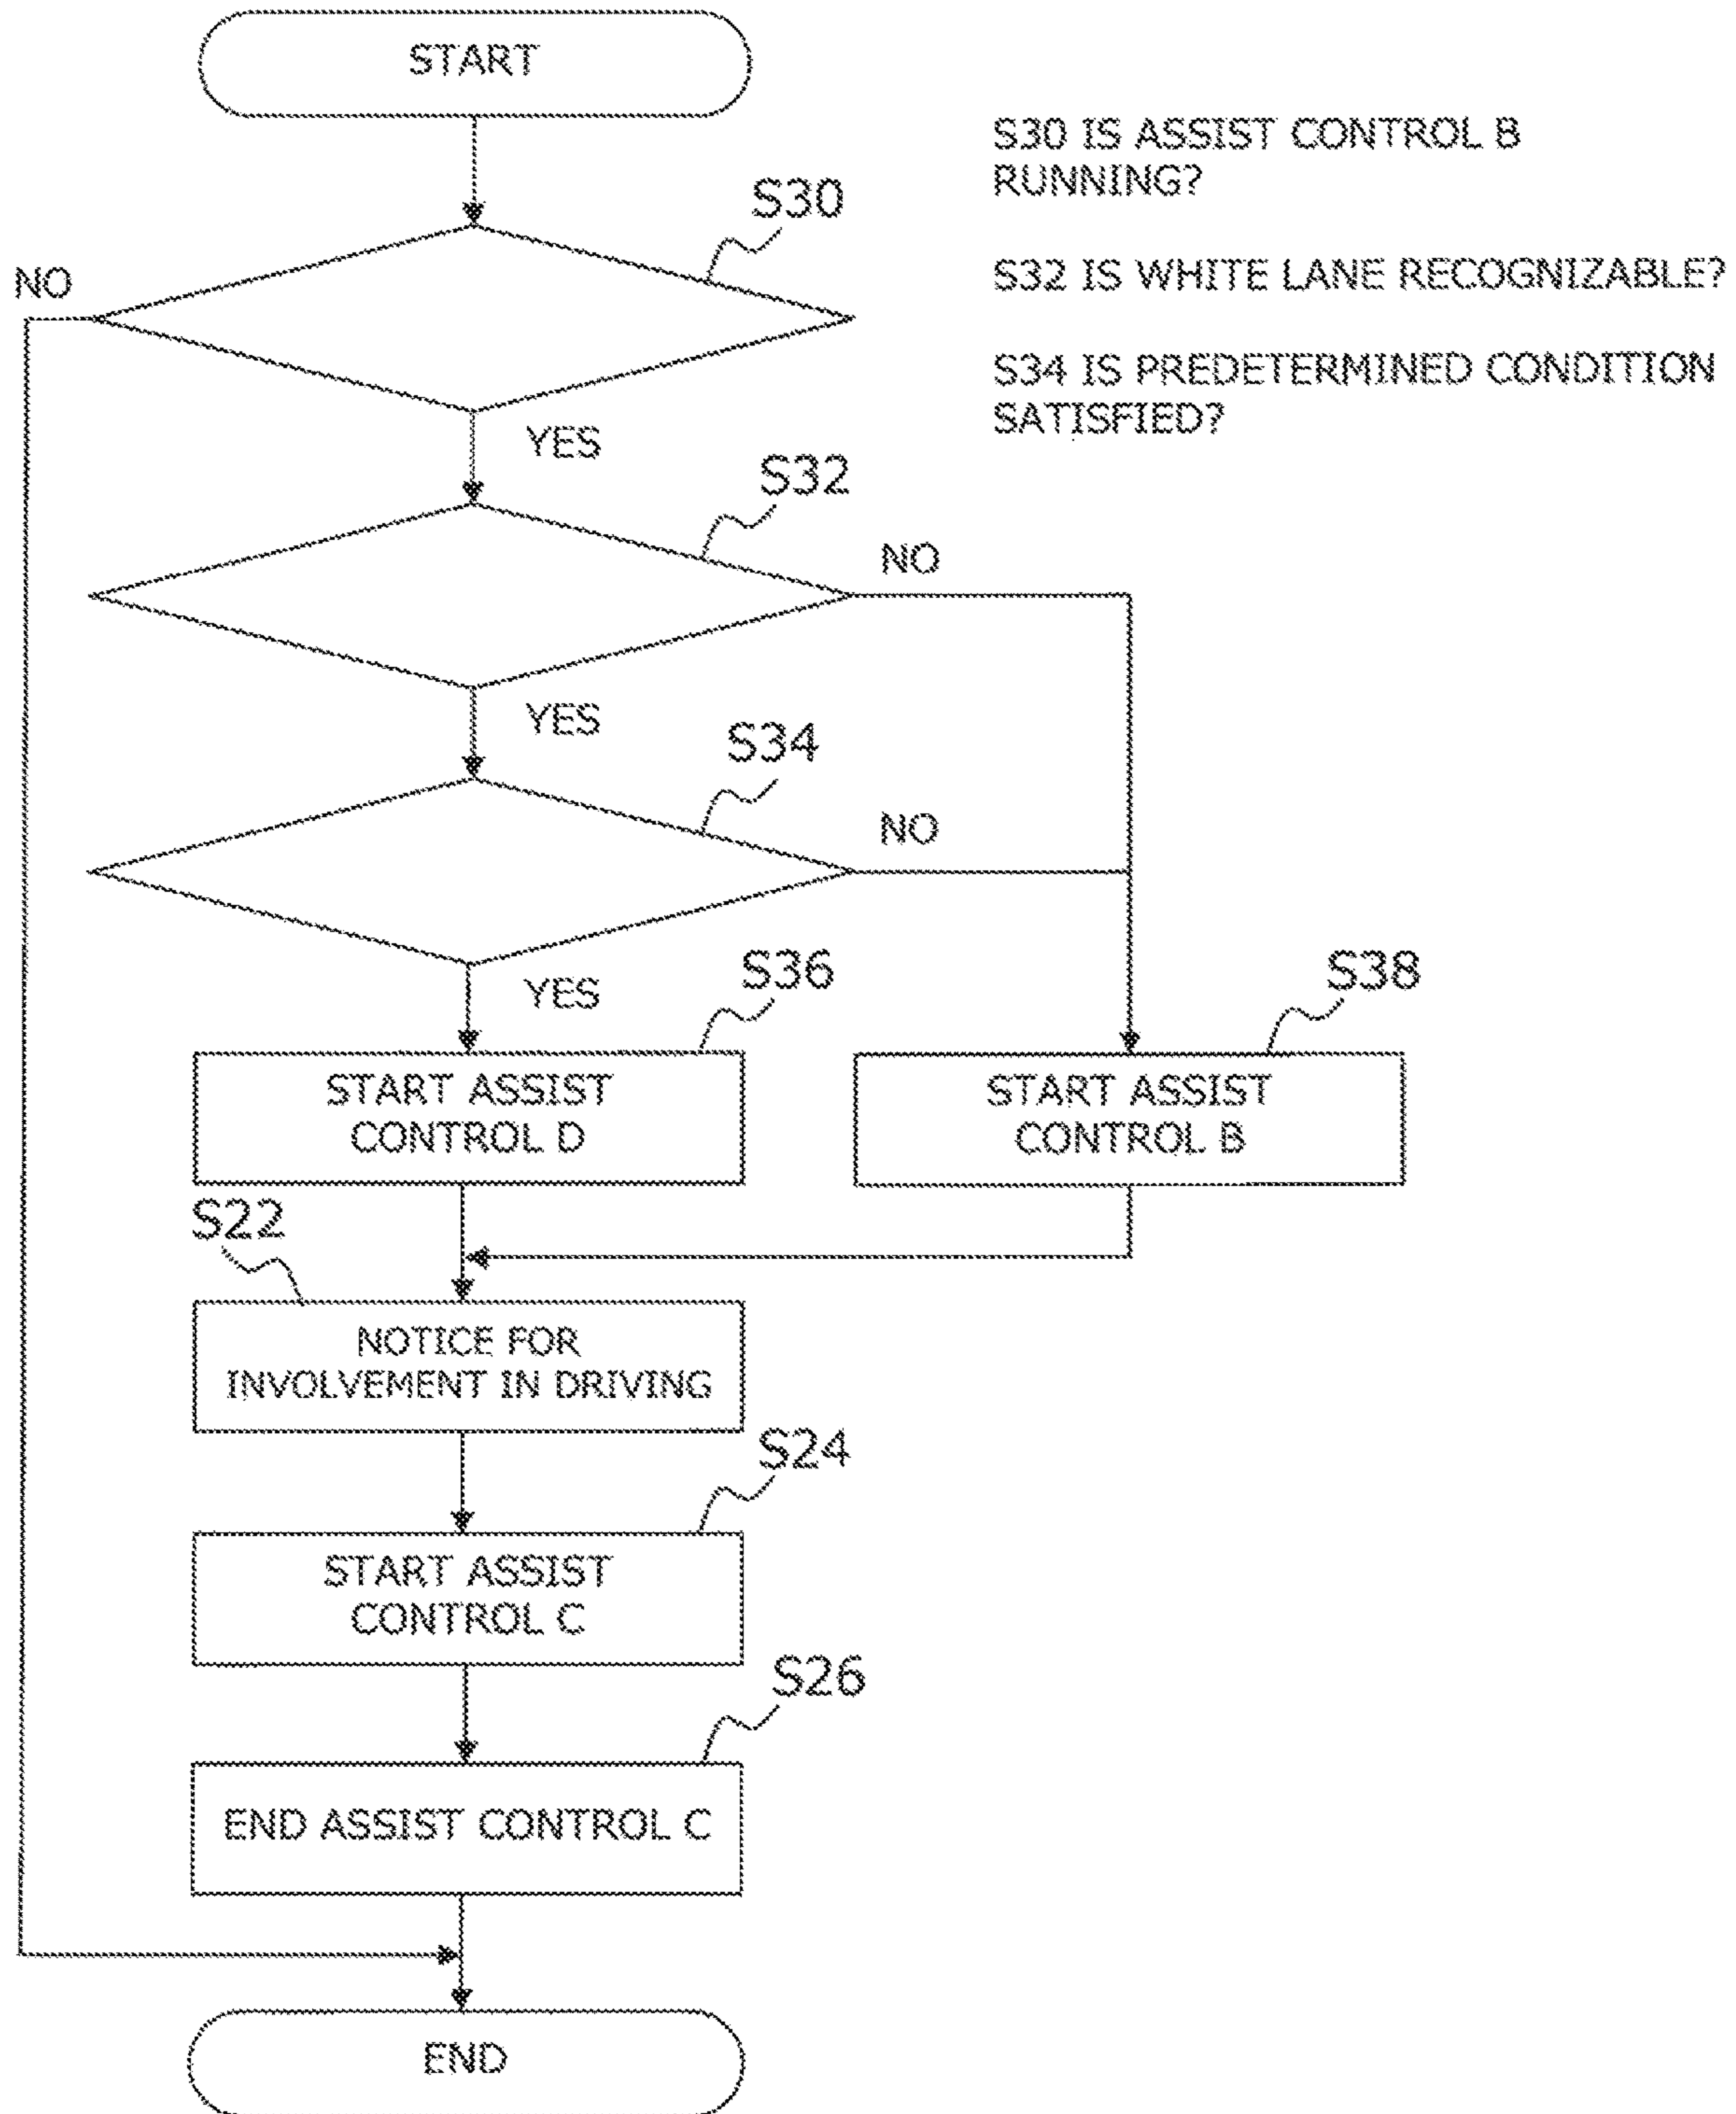 START
S30 IS ASSIST CONTROL B
RUNNING?
S30
NO
S32 IS WHITE LANE RECOGNIZABLE?
S34 IS PREDETERMINED CONDITION
SATISFIED?
YES
S32
NO
YES
S34
NO
YES
S36
S38
START ASSIST
CONTROL D
START ASSIST
CONTROL B
S22
NOTICE FOR
INVOLVEMENT IN DRIVING
S24
START ASSIST
CONTROL C
S26
END ASSIST CONTROL C
END